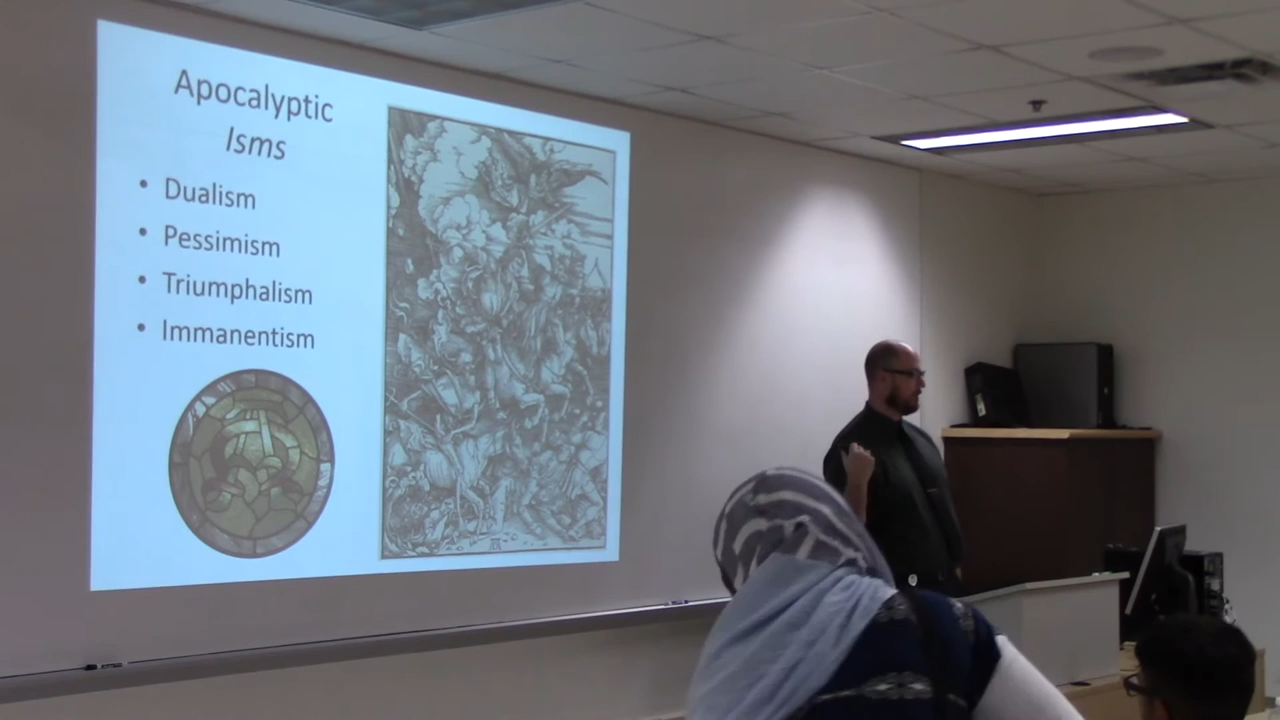 Apocalyptic
Isms
• Dualism
• Pessimism
• Triumphalism
• Immanentism